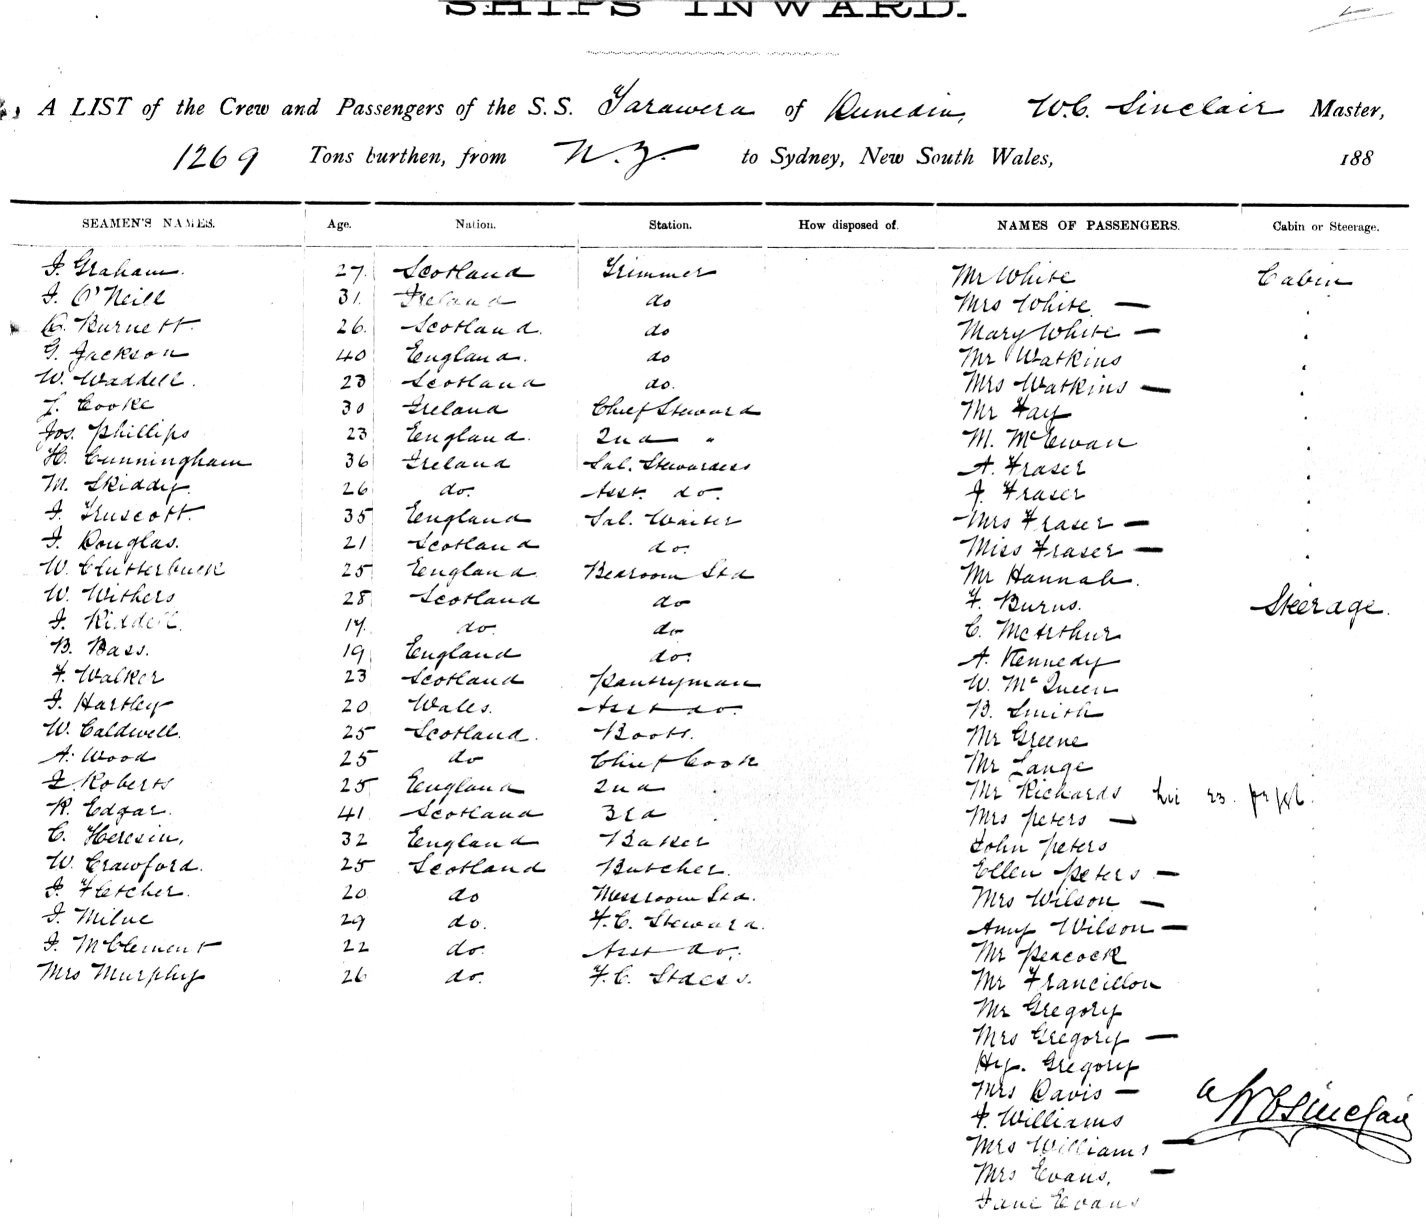 SHIPS INWARD.
A LIST of the Crew and Passengers of the S.S. Tarawera of Dunedin, W.C. Sinclair Master,
1269 Tons burthen, from N.Z. to Sydney, New South Wales, 188
SEAMEN'S NAMES. Age. Nation. Station. How disposed of. NAMES OF PASSENGERS. Cabin or Steerage.
J. Graham. 27. Scotland Trimmer Mr White Cabin
J. O'Neill 31. Ireland do Mrs White —
C. Burnett. 26. Scotland. do Mary White —
G. Jackson 40 England. do Mr Watkins
W. Waddell. 23 Scotland do. Mrs Watkins —
J. Cooke 30 Ireland Chief Steward Mr Fay
Jos. Phillips 23 England. 2nd " M. McEwan
H. Cunningham 36 Ireland Sal. Stewardess A. Fraser
M. Skiddy. 26 do. Asst. do. J. Fraser
J. Truscott. 35 England Sal. Waiter Mrs Fraser —
J. Douglas. 21 Scotland do. Miss Fraser —
W. Clutterbuck 25 England. Bedroom Std Mr Hannah.
W. Withers 28 Scotland do F. Burns. Steerage.
J. Riddell. 17. do. do C. McArthur
B. Bass. 19 England do. A. Kennedy
F. Walker 23 Scotland Pantryman W. McQueen
J. Hartley 20. Wales. Asst do. B. Smith
W. Caldwell. 25 Scotland. Boots. Mr Greene
A. Wood 25 do Chief Cook Mr Lange
J. Roberts 25 England 2nd Mr Richards
R. Edgar. 41. Scotland 3rd Mrs Peters —
C. Heresin. 32 England Baker John Peters
W. Crawford. 25 Scotland Butcher. Ellen Peters —
J. Fletcher. 20 do Messroom Std. Mrs Wilson —
J. Milne 29 do. F.C. Steward. Amy Wilson —
J. McClement 22 do. Asst do. Mr Peacock
Mrs Murphy 26 do. F.C. Stdess. Mr Francillon
Mr Gregory
Mrs Gregory —
Hy. Gregory
Mrs Davis —
F. Williams WC Sinclair
Mrs Williams —
Mrs Evans. —
Jane Evans